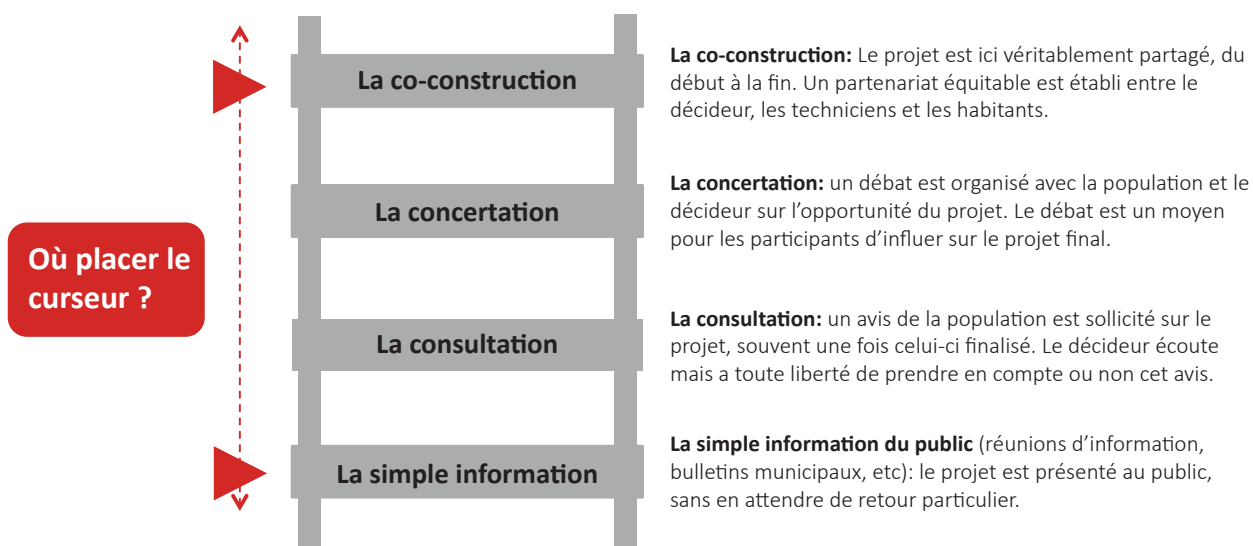 La co-construction
La co-construction: Le projet est ici véritablement partagé, du
début à la fin. Un partenariat équitable est établi entre le
décideur, les techniciens et les habitants.
La concertation
La concertation: un débat est organisé avec la population et le
décideur sur l’opportunité du projet. Le débat est un moyen
pour les participants d’influer sur le projet final.
Où placer le
curseur ?
La consultation
La consultation: un avis de la population est sollicité sur le
projet, souvent une fois celui-ci finalisé. Le décideur écoute
mais a toute liberté de prendre en compte ou non cet avis.
La simple information
La simple information du public (réunions d’information,
bulletins municipaux, etc): le projet est présenté au public,
sans en attendre de retour particulier.